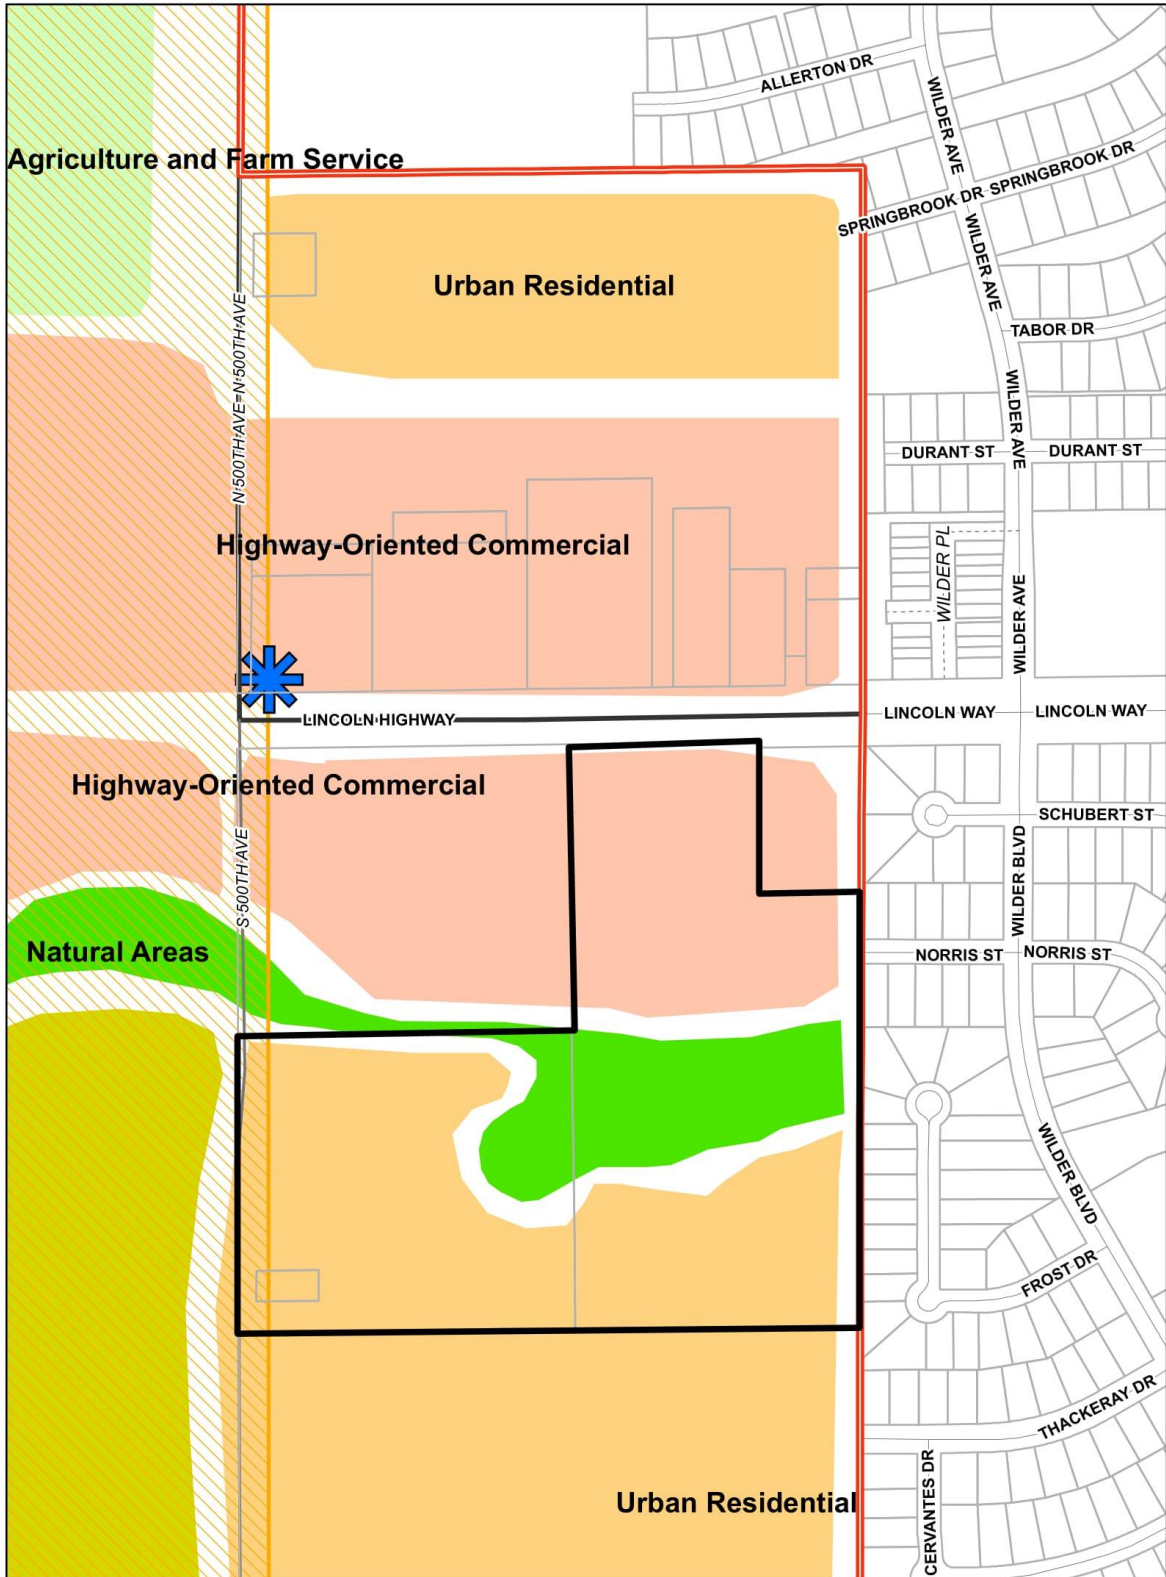 ALLERTON DR
WILDER AVE
Agriculture and Farm Service
SPRINGBROOK DR
SPRINGBROOK DR
WILDER AVE
Urban Residential
N 500TH AVE
N 500TH AVE
TABOR DR
WILDER AVE
DURANT ST
DURANT ST
Highway-Oriented Commercial
WILDER PL
WILDER AVE
LINCOLN HIGHWAY
LINCOLN WAY
LINCOLN WAY
Highway-Oriented Commercial
SCHUBERT ST
S 500TH AVE
WILDER BLVD
Natural Areas
NORRIS ST
NORRIS ST
WILDER BLVD
FROST DR
THACKERAY DR
Urban Residential
CERVANTES DR